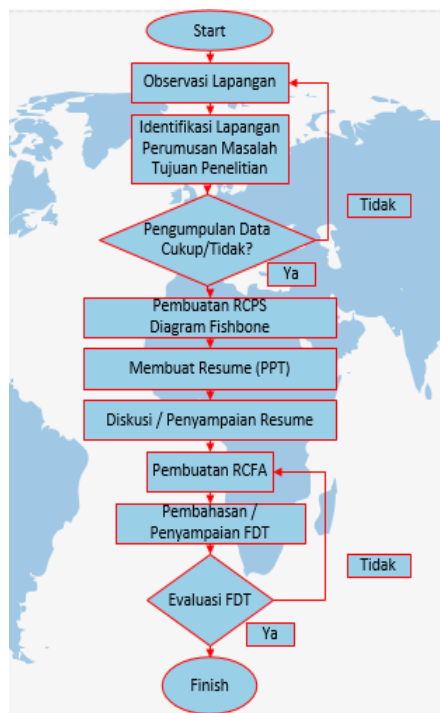 Start
Observasi Lapangan
Identifikasi Lapangan
Perumusan Masalah
Tujuan Penelitian
Tidak
Pengumpulan Data
Cukup/Tidak?
Ya
Pembuatan RCPS
Diagram Fishbone
Membuat Resume (PPT)
Diskusi / Penyampaian Resume
Pembuatan RCFA
Pembahasan /
Penyampaian FDT
Tidak
Evaluasi FDT
Ya
Finish